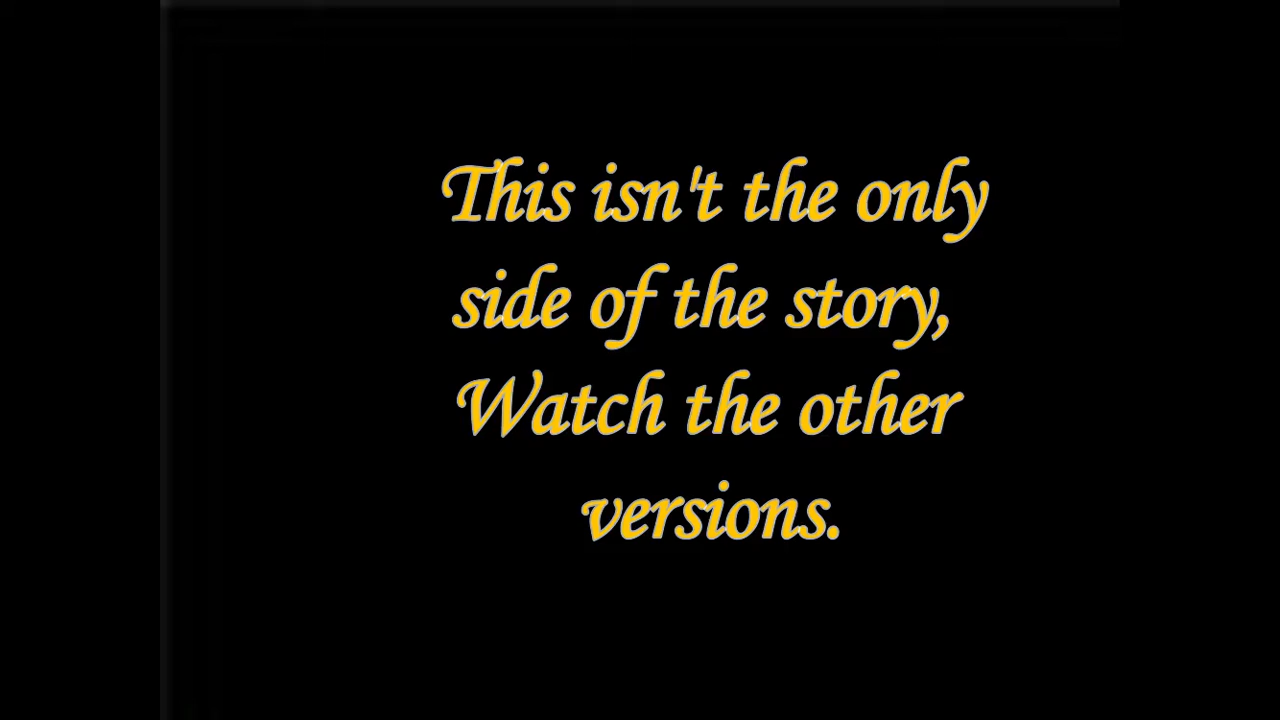 This isn't the only
side of the story,
Watch the other
versions.